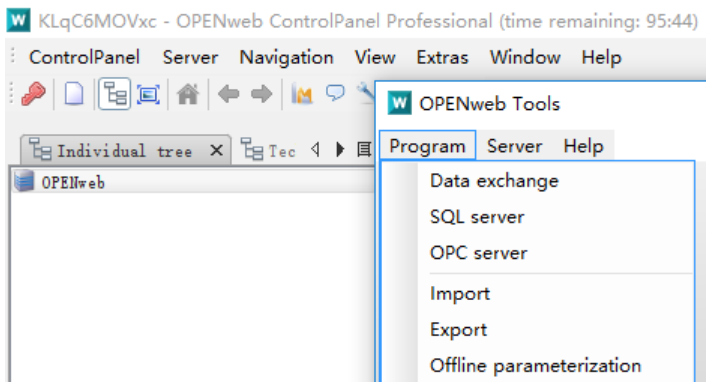 KLqC6MOVxc - OPENweb ControlPanel Professional (time remaining: 95:44)
ControlPanel Server Navigation View Extras Window Help
OPENweb Tools
Individual tree Tec
Program Server Help
OPENweb
Data exchange
SQL server
OPC server
Import
Export
Offline parameterization